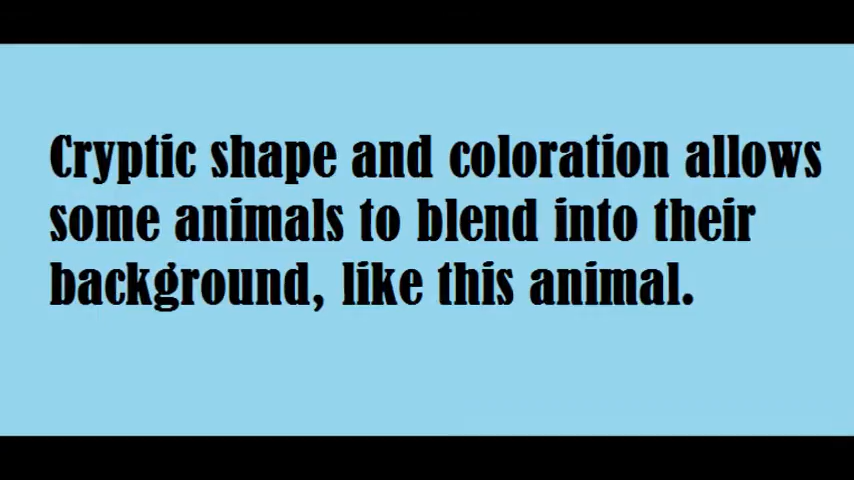 Cryptic shape and coloration allows
some animals to blend into their
background, like this animal.